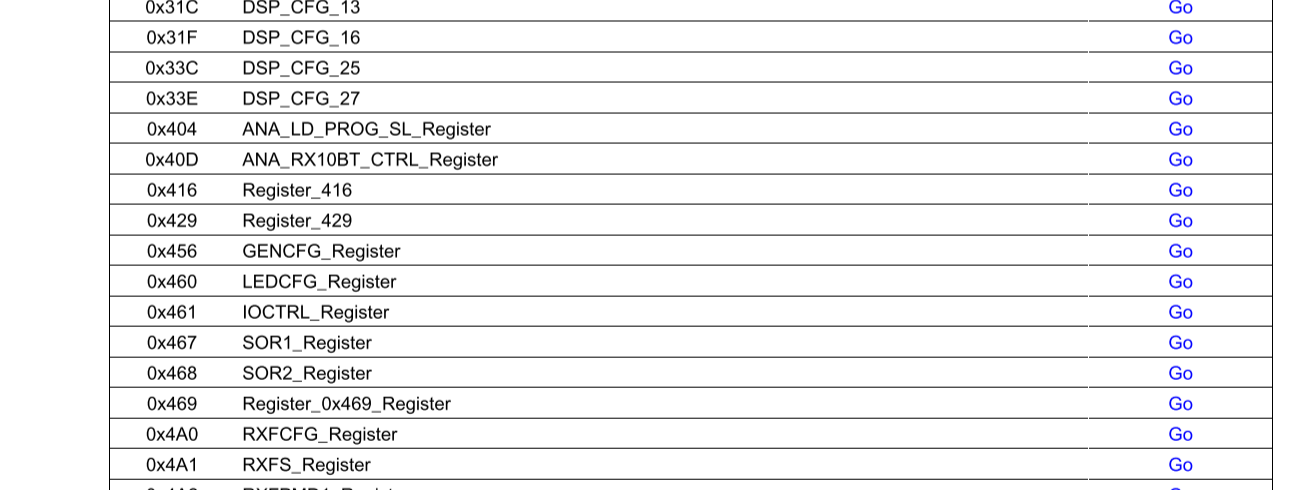 0x31C DSP_CFG_13 Go
0x31F DSP_CFG_16 Go
0x33C DSP_CFG_25 Go
0x33E DSP_CFG_27 Go
0x404 ANA_LD_PROG_SL_Register Go
0x40D ANA_RX10BT_CTRL_Register Go
0x416 Register_416 Go
0x429 Register_429 Go
0x456 GENCFG_Register Go
0x460 LEDCFG_Register Go
0x461 IOCTRL_Register Go
0x467 SOR1_Register Go
0x468 SOR2_Register Go
0x469 Register_0x469_Register Go
0x4A0 RXFCFG_Register Go
0x4A1 RXFS_Register Go